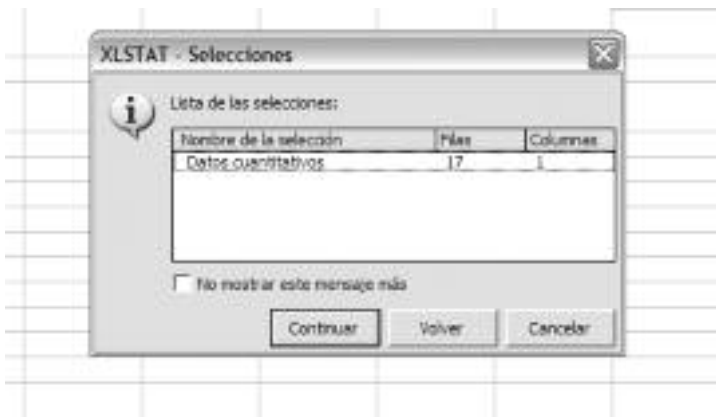 XLSTAT - Selecciones
Lista de las selecciones:
Nombre de la selección Filas Columnas
Datos cuantitativos 17 1
No mostrar este mensaje más
Continuar Volver Cancelar